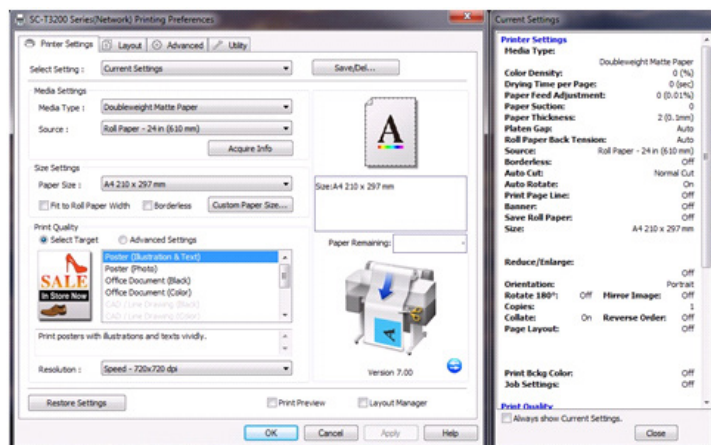 SC-T3200 Series(Network) Printing Preferences
Printer Settings
Layout
Advanced
Utility
Select Setting :
Current Settings
Save/Del...
Media Settings
Media Type :
Doubleweight Matte Paper
Source :
Roll Paper - 24 in (610 mm)
Acquire Info
A
Size Settings
Paper Size :
A4 210 x 297 mm
Fit to Roll Paper Width
Borderless
Custom Paper Size...
Size:A4 210 x 297 mm
Print Quality
Select Target
Advanced Settings
SALE
In Store Now
Poster (Illustration & Text)
Poster (Photo)
Office Document (Black)
Office Document (Color)
CAD / Line Drawing (Black)
CAD / Line Drawing (Color)
Print posters with illustrations and texts vividly.
Resolution :
Speed - 720x720 dpi
Paper Remaining:
A
Version 7.00
Restore Settings
Print Preview
Layout Manager
OK
Cancel
Apply
Help
Current Settings
Printer Settings
Media Type:
Doubleweight Matte Paper
Color Density: 0 (%)
Drying Time per Page: 0 (sec)
Paper Feed Adjustment: 0 (0.01%)
Paper Suction: 0
Paper Thickness: 2 (0.1mm)
Platen Gap: Auto
Roll Paper Back Tension: Auto
Source: Roll Paper - 24 in (610 mm)
Borderless: Off
Auto Cut: Normal Cut
Auto Rotate: On
Print Page Line: Off
Banner: Off
Save Roll Paper: Off
Size: A4 210 x 297 mm
Reduce/Enlarge:
Off
Orientation: Portrait
Rotate 180°: Off Mirror Image: Off
Copies: 1
Collate: On Reverse Order: Off
Page Layout: Off
Print Bckg Color: Off
Job Settings: Off
Print Quality
Always show Current Settings.
Close